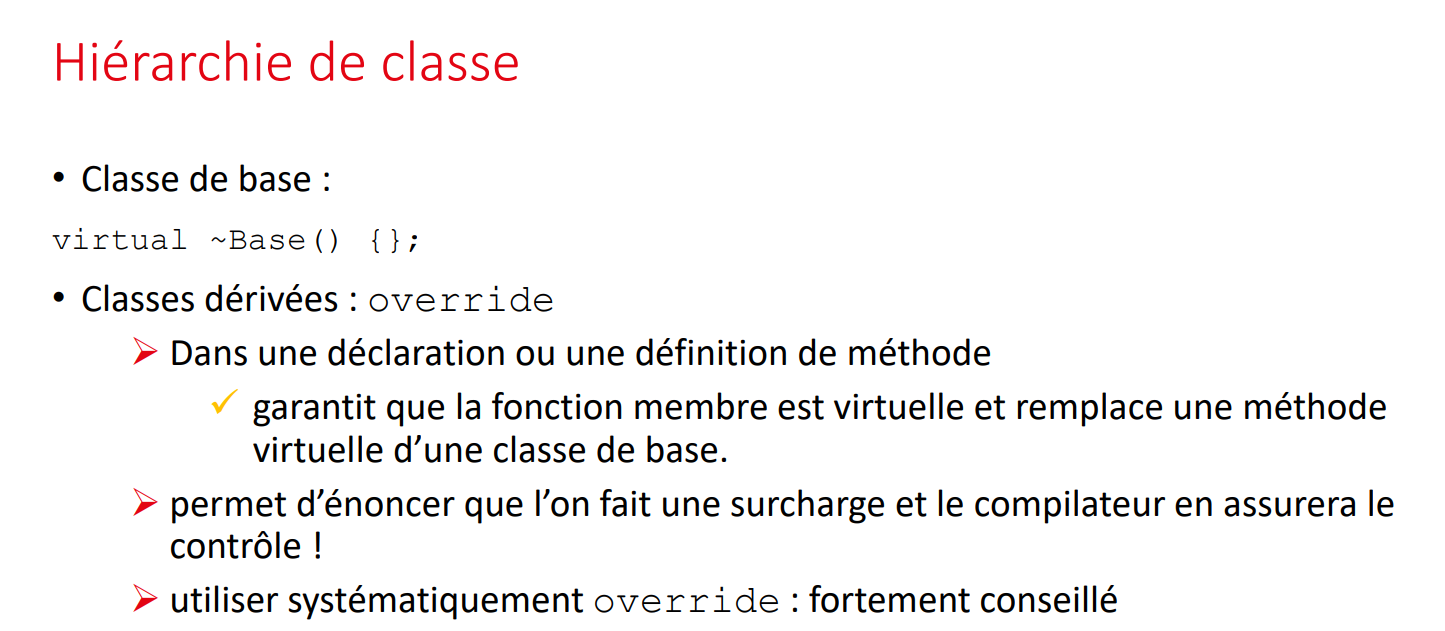 Hiérarchie de classe
• Classe de base :
virtual ~Base() {};
• Classes dérivées : override
➢ Dans une déclaration ou une définition de méthode
✓ garantit que la fonction membre est virtuelle et remplace une méthode
virtuelle d’une classe de base.
➢ permet d’énoncer que l’on fait une surcharge et le compilateur en assurera le
contrôle !
➢ utiliser systématiquement override : fortement conseillé